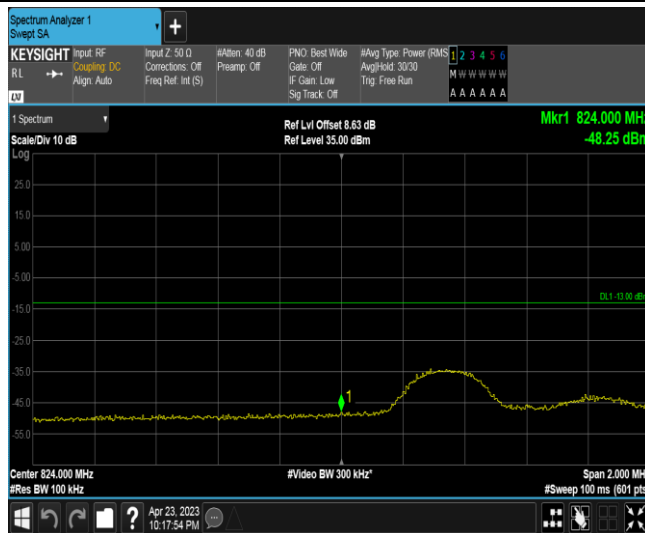 Spectrum Analyzer 1
Swept SA
+
KEYSIGHT
RL
Input: RF
Coupling: DC
Align: Auto
Input Z: 50 Ω
Corrections: Off
Freq Ref: Int (S)
#Atten: 40 dB
Preamp: Off
PNO: Best Wide
Gate: Off
IF Gain: Low
Sig Track: Off
#Avg Type: Power (RMS
Avg|Hold: 30/30
Trig: Free Run
1 2 3 4 5 6
M W W W W W
A A A A A A
1 Spectrum
Scale/Div 10 dB
Log
Ref Lvl Offset 8.63 dB
Ref Level 35.00 dBm
Mkr1 824.000 MHz
-48.25 dBm
25.0
15.0
5.00
-5.00
-15.0
-25.0
-35.0
-45.0
-55.0
DL1 -13.00 dBm
1
Center 824.000 MHz
#Res BW 100 kHz
#Video BW 300 kHz*
Span 2.000 MH
#Sweep 100 ms (601 pts
?
Apr 23, 2023
10:17:54 PM